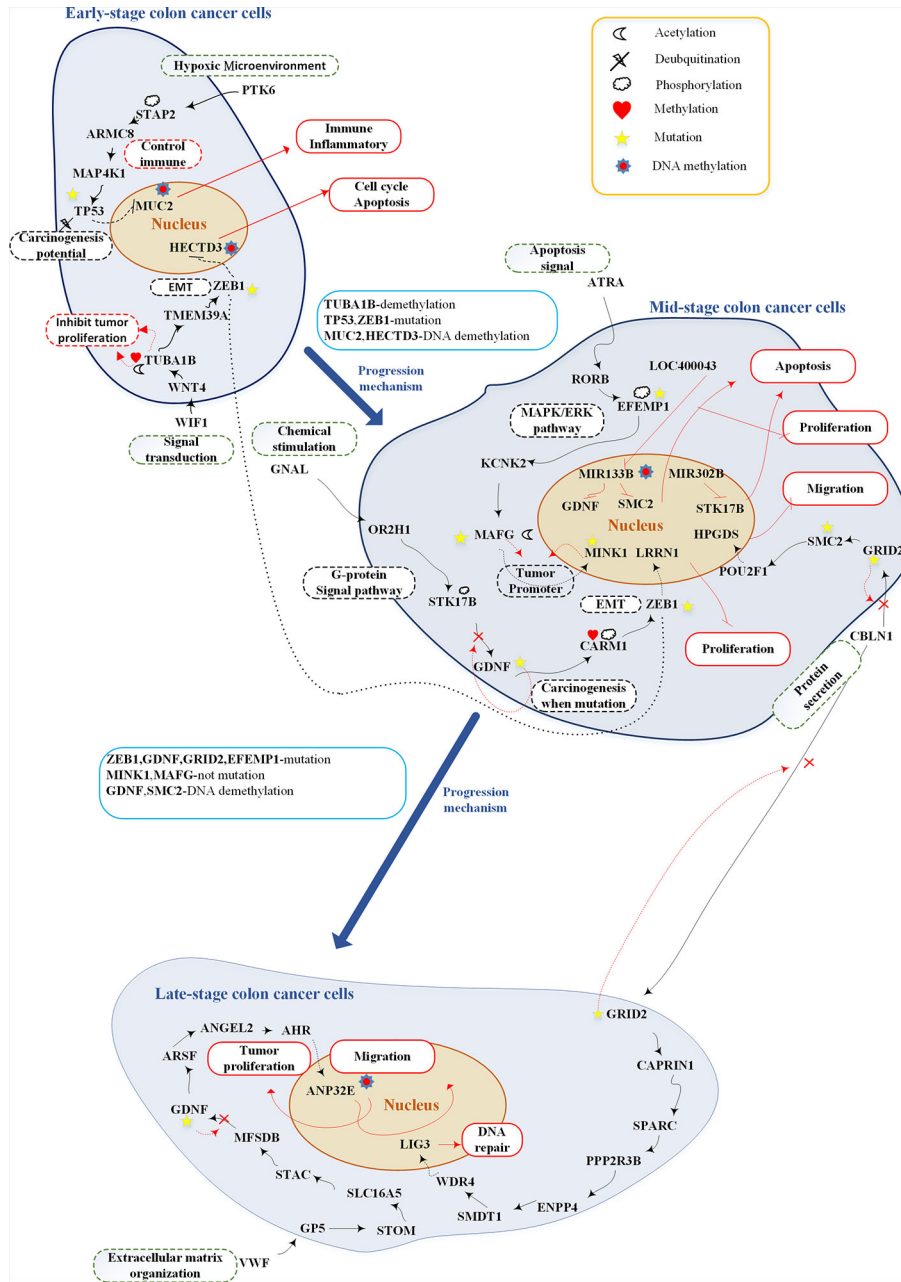 Early-stage colon cancer cells
Hypoxic Microenvironment
PTK6
STAP2
ARMC8
Control
immune
MAP4K1
TP53
MUC2
Carcinogenesis
potential
Nucleus
HECTD3
EMT
ZEB1
TMEM39A
Inhibit tumor
proliferation
TUBA1B
WNT4
WIF1
Signal
transduction
Immune
Inflammatory
Cell cycle
Apoptosis
Acetylation
Deubquitination
Phosphorylation
Methylation
Mutation
DNA methylation
TUBA1B-demethylation
TP53,ZEB1-mutation
MUC2,HECTD3-DNA demethylation
Progression
mechanism
Apoptosis
signal
ATRA
Mid-stage colon cancer cells
RORB
LOC400043
EFEMP1
MAPK/ERK
pathway
Apoptosis
Proliferation
Migration
Chemical
stimulation
GNAL
KCNK2
MIR133B
MIR302B
GDNF
SMC2
STK17B
Nucleus
HPGDS
OR2H1
MAFG
MINK1
LRRN1
SMC2
GRID2
POU2F1
Tumor
Promoter
G-protein
Signal pathway
STK17B
EMT
ZEB1
CARM1
Proliferation
CBLN1
GDNF
Carcinogenesis
when mutation
Protein
secretion
ZEB1,GDNF,GRID2,EFEMP1-mutation
MINK1,MAFG-not mutation
GDNF,SMC2-DNA demethylation
Progression
mechanism
Late-stage colon cancer cells
GRID2
ANGEL2
AHR
ARSF
Tumor
proliferation
Migration
ANP32E
Nucleus
CAPRIN1
GDNF
MFSDB
LIG3
DNA
repair
SPARC
PPP2R3B
STAC
WDR4
SLC16A5
SMDT1
ENPP4
GP5
STOM
Extracellular matrix
organization
VWF